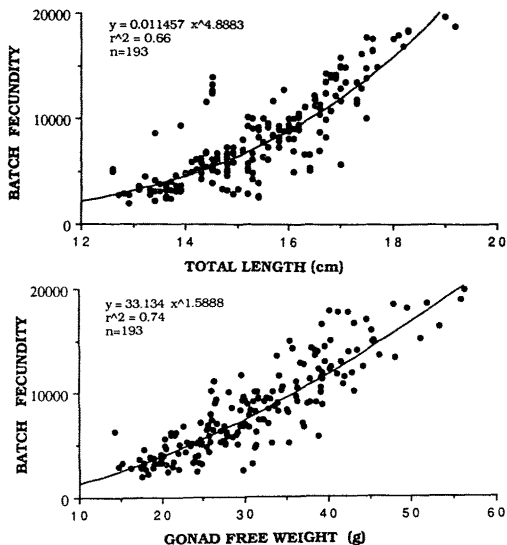 20000
10000
0
BATCH FECUNDITY
y = 0.011457 x^4.8883
r^2 = 0.66
n=193
12 14 16 18 20
TOTAL LENGTH (cm)
20000
10000
0
BATCH FECUNDITY
y = 33.134 x^1.5888
r^2 = 0.74
n=193
10 20 30 40 50 60
GONAD FREE WEIGHT (g)